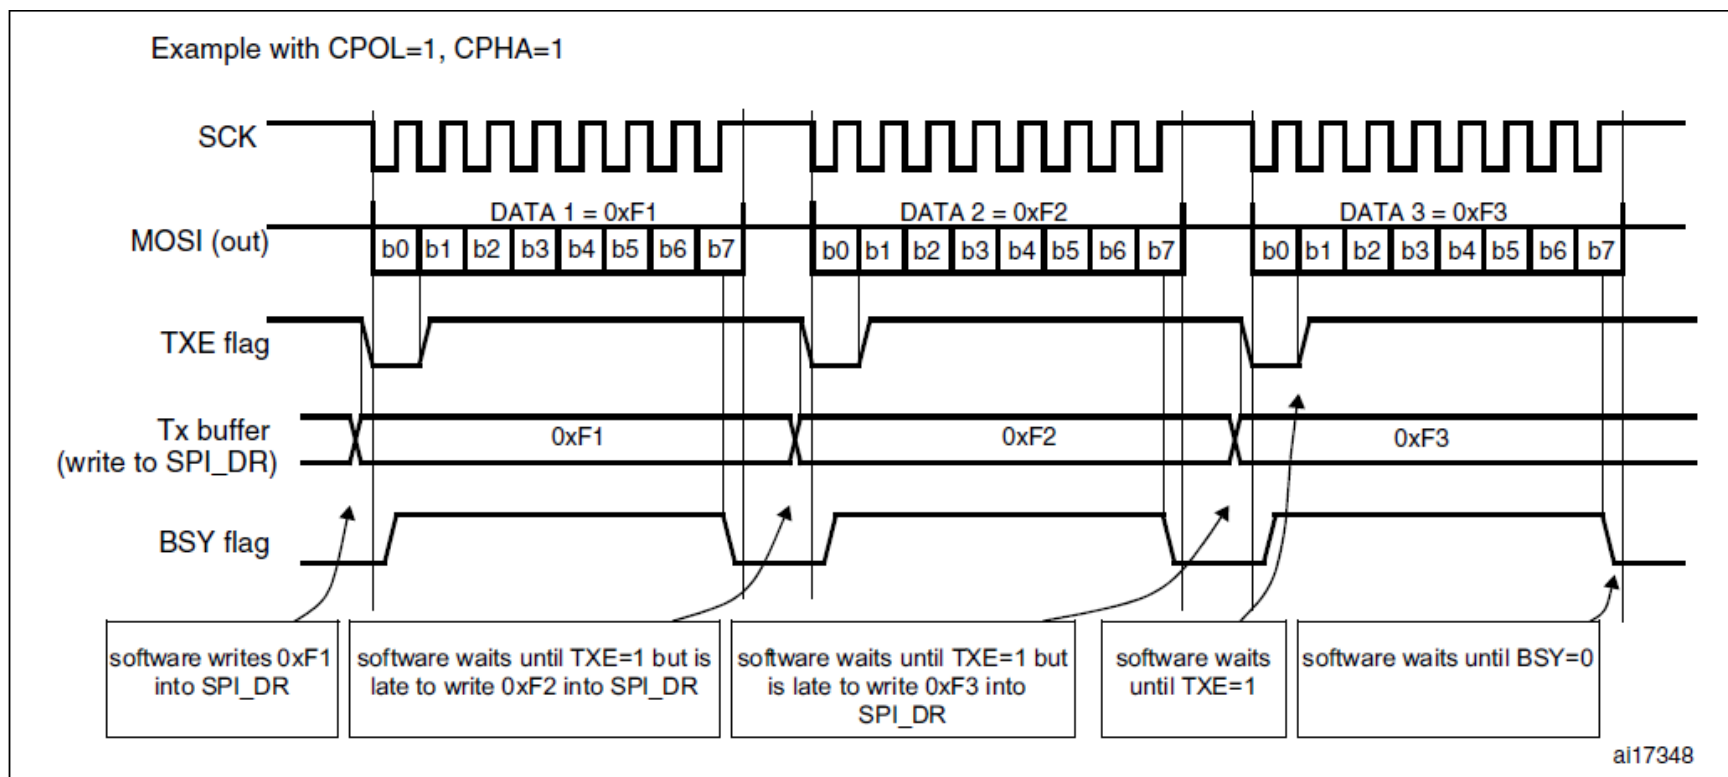 Example with CPOL=1, CPHA=1
SCK
DATA 1 = 0xF1
DATA 2 = 0xF2
DATA 3 = 0xF3
MOSI (out)
b0 b1 b2 b3 b4 b5 b6 b7
b0 b1 b2 b3 b4 b5 b6 b7
b0 b1 b2 b3 b4 b5 b6 b7
TXE flag
Tx buffer
(write to SPI_DR)
0xF1
0xF2
0xF3
BSY flag
software writes 0xF1
into SPI_DR
software waits until TXE=1 but is
late to write 0xF2 into SPI_DR
software waits until TXE=1 but
is late to write 0xF3 into
SPI_DR
software waits
until TXE=1
software waits until BSY=0
ai17348